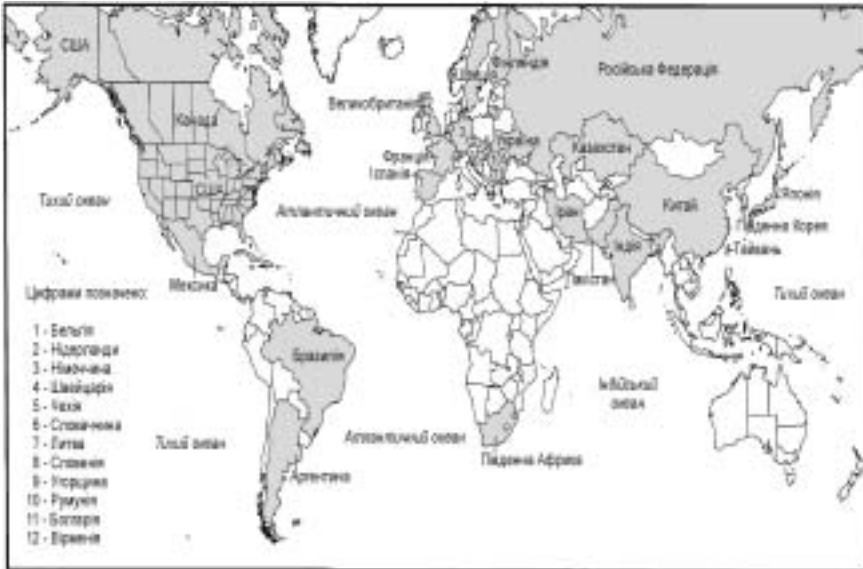 США
Канада
США
Мексика
Тихий океан
Атлантичний океан
Великобританія
Франція
Іспанія
Швеція
Фінляндія
Україна
Російська Федерація
Казахстан
Китай
Іран
Індія
Пакистан
Японія
Південна Корея
Тайвань
Тихий океан
Індійський
океан
Бразилія
Аргентина
Тихий океан
Атлантичний океан
Південна Африка
Цифрами позначено:
1 - Бельгія
2 - Нідерланди
3 - Німеччина
4 - Швейцарія
5 - Чехія
6 - Словаччина
7 - Литва
8 - Словенія
9 - Угорщина
10 - Румунія
11 - Болгарія
12 - Вірменія